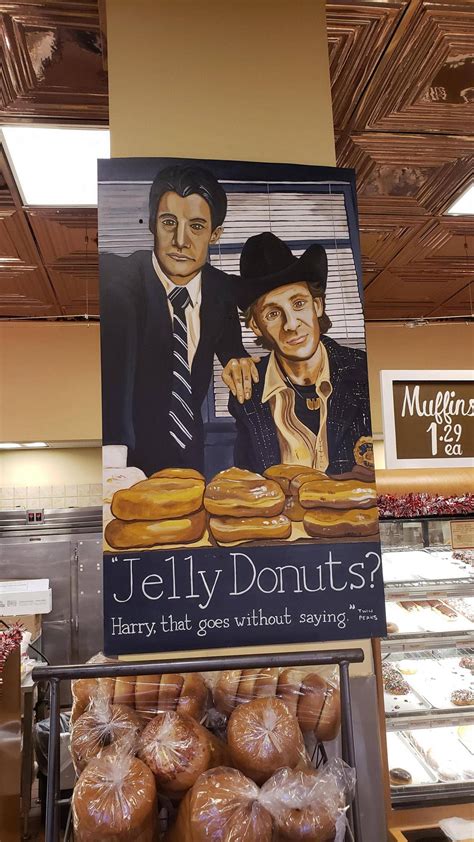 Muffins
1.29
ea
"Jelly Donuts?
Harry, that goes without saying."
TWIN
PEAKS